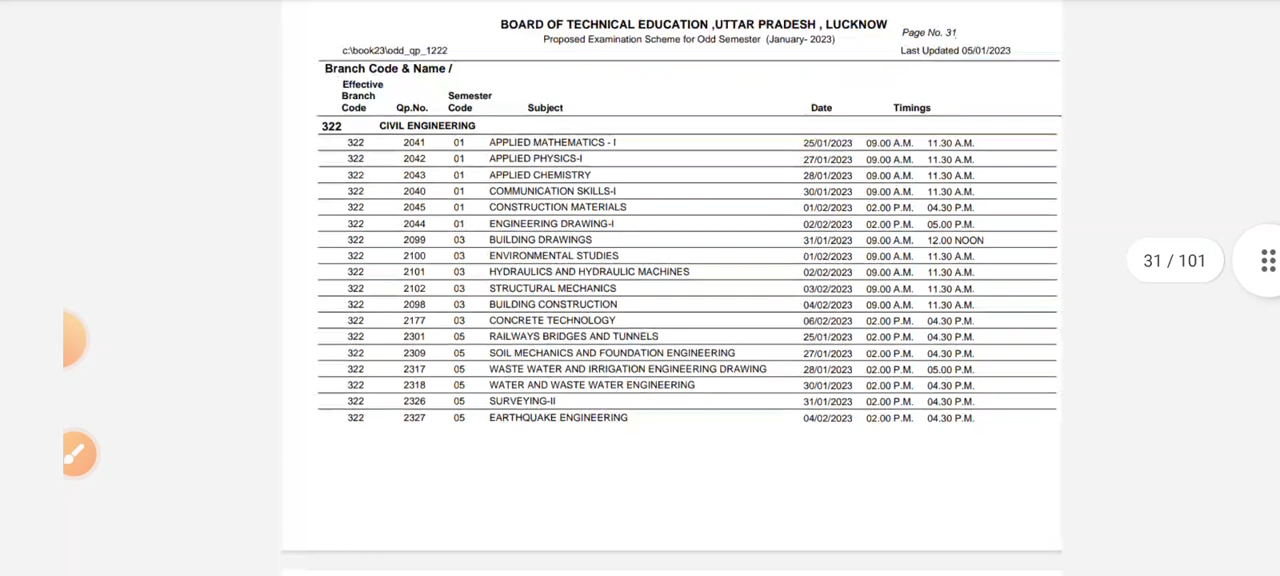 BOARD OF TECHNICAL EDUCATION ,UTTAR PRADESH , LUCKNOW
Page No. 31
Proposed Examination Scheme for Odd Semester (January- 2023)
c:\book23\odd_qp_1222 Last Updated 05/01/2023
Branch Code & Name /
Effective Branch Code Qp.No. Semester Code Subject Date Timings
322 CIVIL ENGINEERING
322 2041 01 APPLIED MATHEMATICS - I 25/01/2023 09.00 A.M. 11.30 A.M.
322 2042 01 APPLIED PHYSICS-I 27/01/2023 09.00 A.M. 11.30 A.M.
322 2043 01 APPLIED CHEMISTRY 28/01/2023 09.00 A.M. 11.30 A.M.
322 2040 01 COMMUNICATION SKILLS-I 30/01/2023 09.00 A.M. 11.30 A.M.
322 2045 01 CONSTRUCTION MATERIALS 01/02/2023 02.00 P.M. 04.30 P.M.
322 2044 01 ENGINEERING DRAWING-I 02/02/2023 02.00 P.M. 05.00 P.M.
322 2099 03 BUILDING DRAWINGS 31/01/2023 09.00 A.M. 12.00 NOON
322 2100 03 ENVIRONMENTAL STUDIES 01/02/2023 09.00 A.M. 11.30 A.M.
322 2101 03 HYDRAULICS AND HYDRAULIC MACHINES 02/02/2023 09.00 A.M. 11.30 A.M.
322 2102 03 STRUCTURAL MECHANICS 03/02/2023 09.00 A.M. 11.30 A.M.
322 2098 03 BUILDING CONSTRUCTION 04/02/2023 09.00 A.M. 11.30 A.M.
322 2177 03 CONCRETE TECHNOLOGY 06/02/2023 02.00 P.M. 04.30 P.M.
322 2301 05 RAILWAYS BRIDGES AND TUNNELS 25/01/2023 02.00 P.M. 04.30 P.M.
322 2309 05 SOIL MECHANICS AND FOUNDATION ENGINEERING 27/01/2023 02.00 P.M. 04.30 P.M.
322 2317 05 WASTE WATER AND IRRIGATION ENGINEERING DRAWING 28/01/2023 02.00 P.M. 05.00 P.M.
322 2318 05 WATER AND WASTE WATER ENGINEERING 30/01/2023 02.00 P.M. 04.30 P.M.
322 2326 05 SURVEYING-II 31/01/2023 02.00 P.M. 04.30 P.M.
322 2327 05 EARTHQUAKE ENGINEERING 04/02/2023 02.00 P.M. 04.30 P.M.
31 / 101